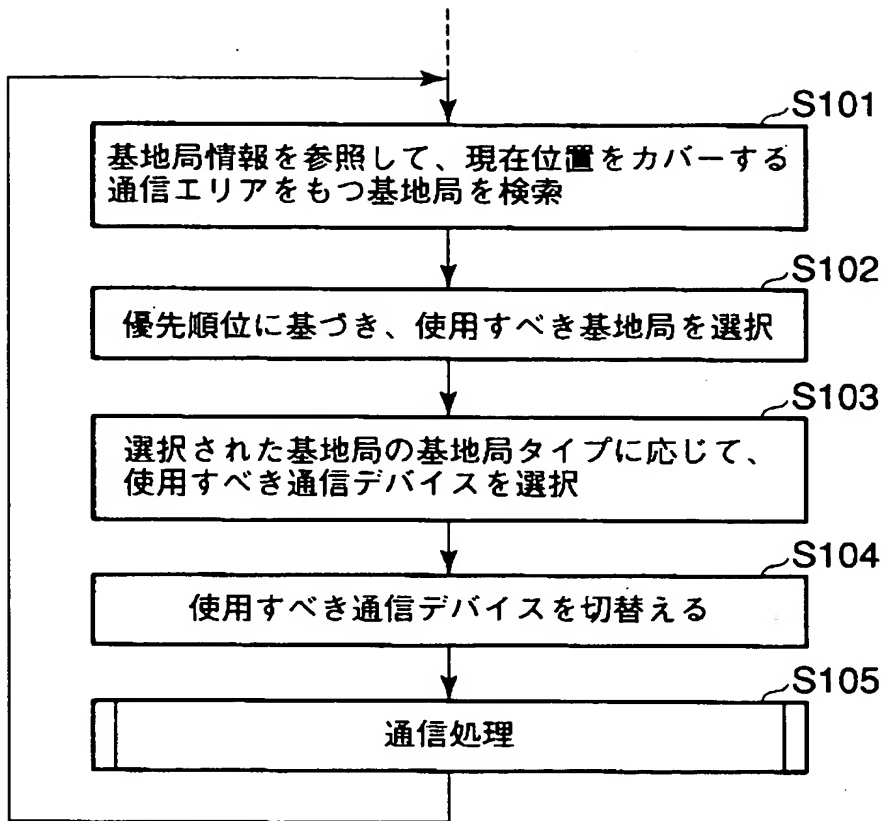 S101
基地局情報を参照して、現在位置をカバーする
通信エリアをもつ基地局を検索
S102
優先順位に基づき、使用すべき基地局を選択
S103
選択された基地局の基地局タイプに応じて、
使用すべき通信デバイスを選択
S104
使用すべき通信デバイスを切替える
S105
通信処理